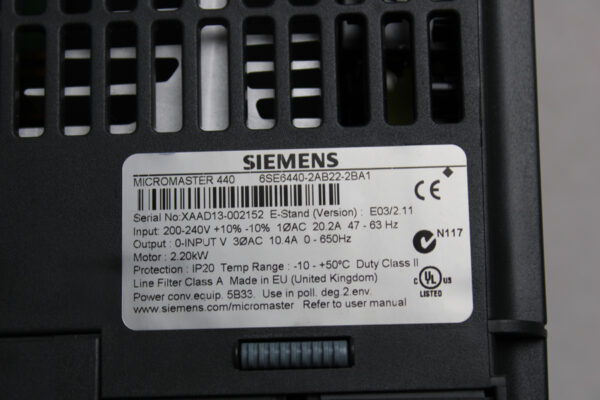 SIEMENS
MICROMASTER 440 6SE6440-2AB22-2BA1
CE
Serial No:XAAD13-002152 E-Stand (Version) : E03/2.11
Input: 200-240V +10% -10% 1ØAC 20.2A 47 - 63 Hz
N117
Output : 0-INPUT V 3ØAC 10.4A 0 - 650Hz
Motor : 2.20kW
Protection : IP20 Temp Range : -10 - +50ºC Duty Class II
Line Filter Class A Made in EU (United Kingdom)
C UL US
LISTED
Power conv.equip. 5B33. Use in poll. deg.2.env.
www.siemens.com/micromaster Refer to user manual